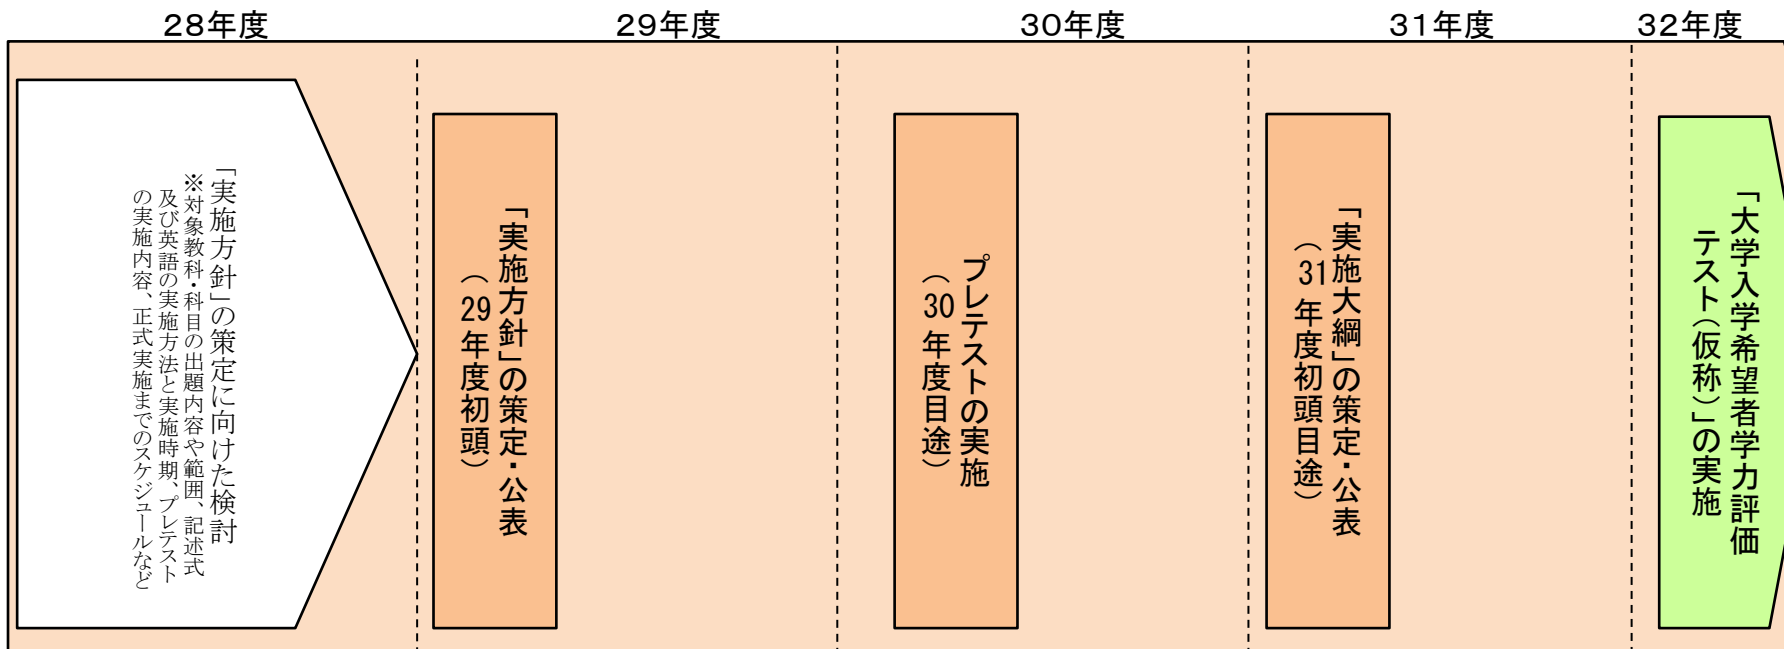 28年度
29年度
30年度
31年度
32年度
「実施方針」の策定に向けた検討
※対象教科・科目の出題内容や範囲、記述式
及び英語の実施方法と実施時期、プレテスト
の実施内容、正式実施までのスケジュールなど
「実施方針」の策定・公表
（29年度初頭）
プレテストの実施
（30年度目途）
「実施大綱」の策定・公表
（31年度初頭目途）
「大学入学希望者学力評価
テスト（仮称）」の実施